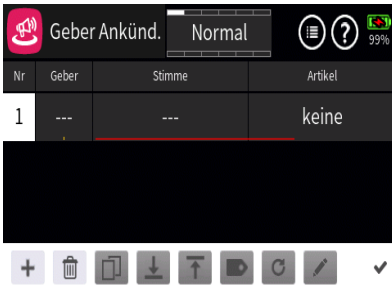 Geber Ankünd. Normal 99%
Nr Geber Stimme Artikel
1 --- --- keine